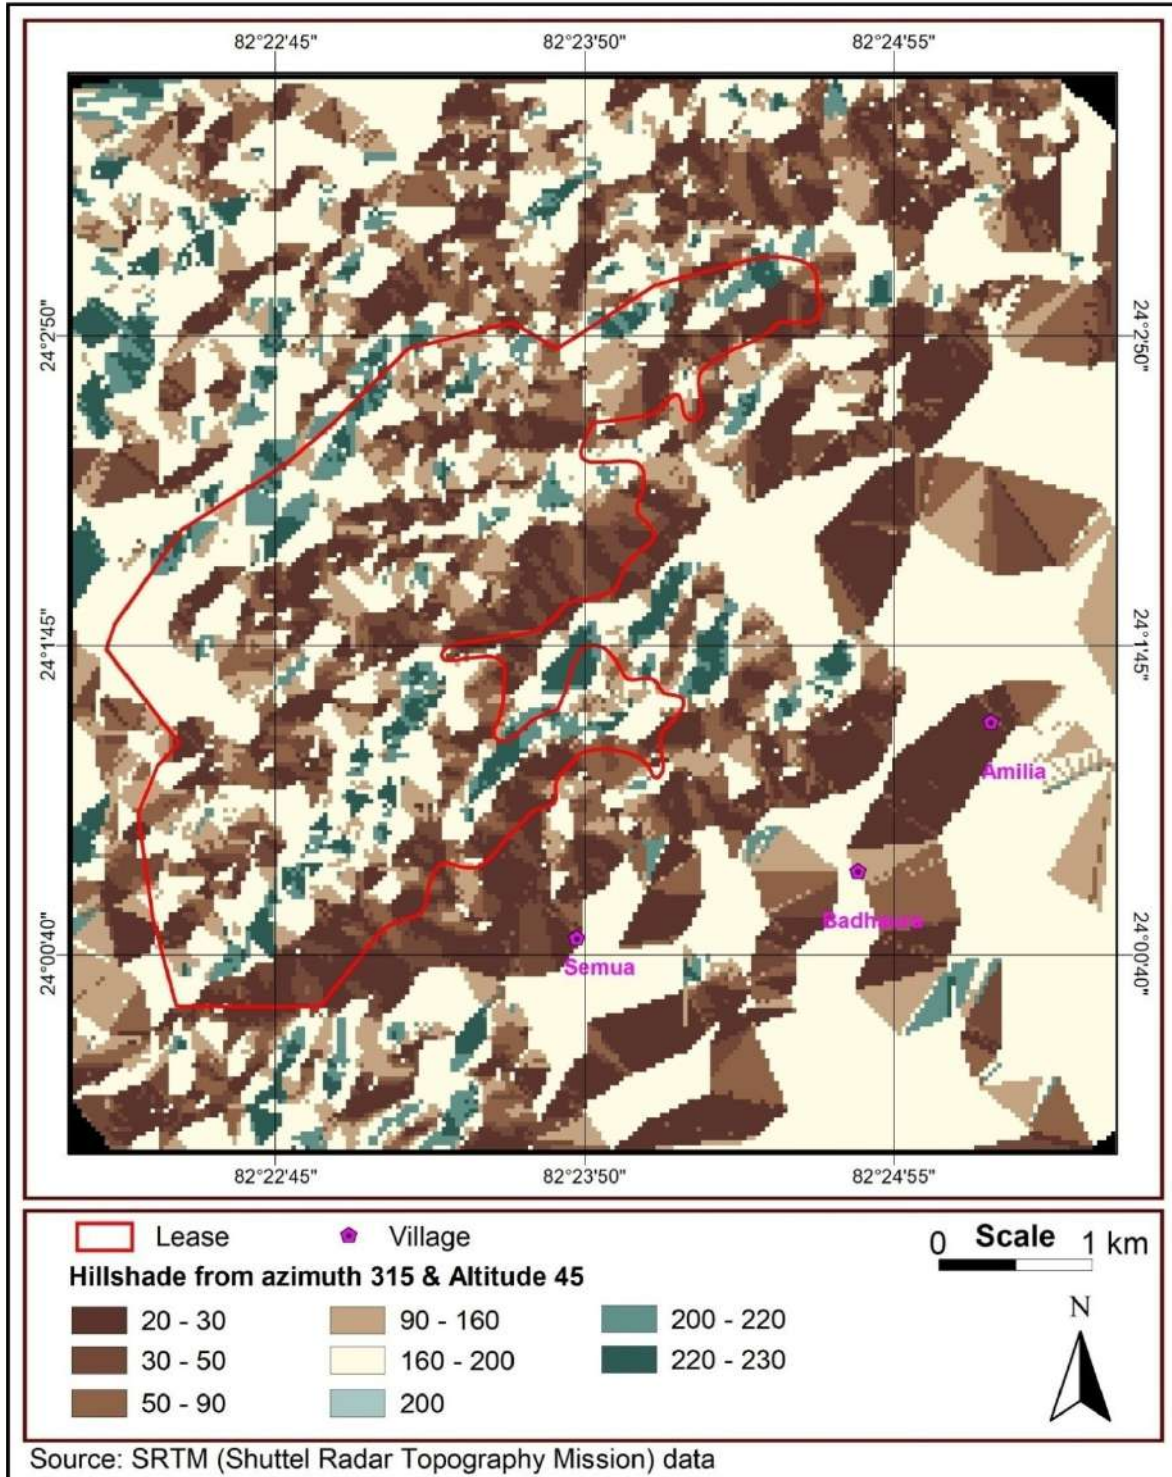 82°22'45" 82°23'50" 82°24'55"
24°2'50" 24°2'50"
24°1'45" 24°1'45"
Amilia
Badhaura
24°00'40" 24°00'40"
Semua
82°22'45" 82°23'50" 82°24'55"
Lease Village
0 Scale 1 km
Hillshade from azimuth 315 & Altitude 45
N
20 - 30 90 - 160 200 - 220
30 - 50 160 - 200 220 - 230
50 - 90 200
Source: SRTM (Shuttel Radar Topography Mission) data